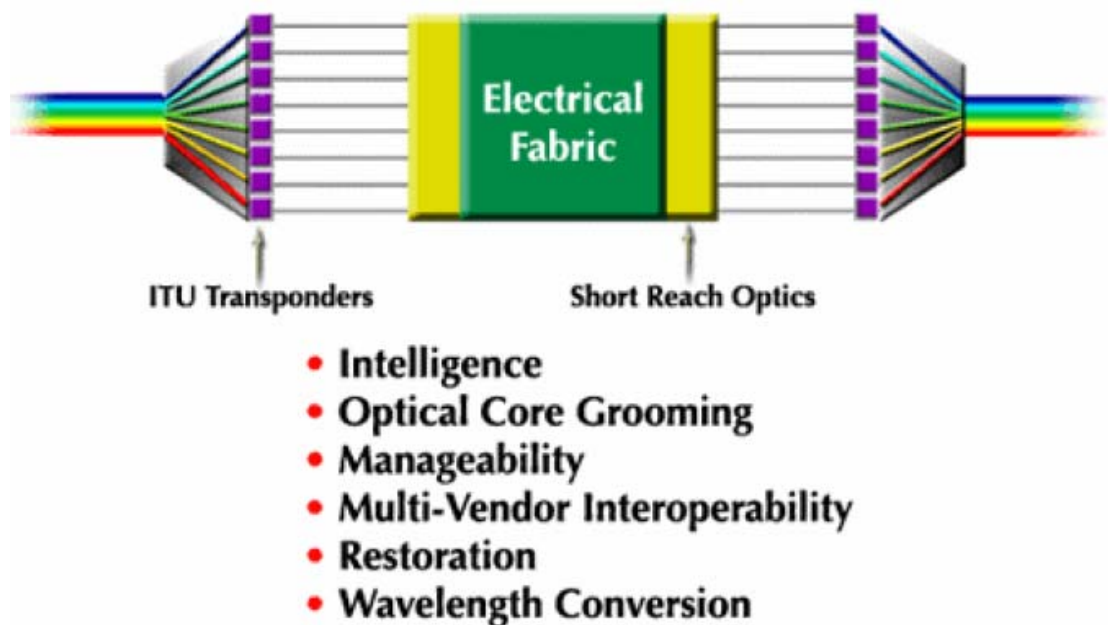 Electrical
Fabric
ITU Transponders
Short Reach Optics
• Intelligence
• Optical Core Grooming
• Manageability
• Multi-Vendor Interoperability
• Restoration
• Wavelength Conversion